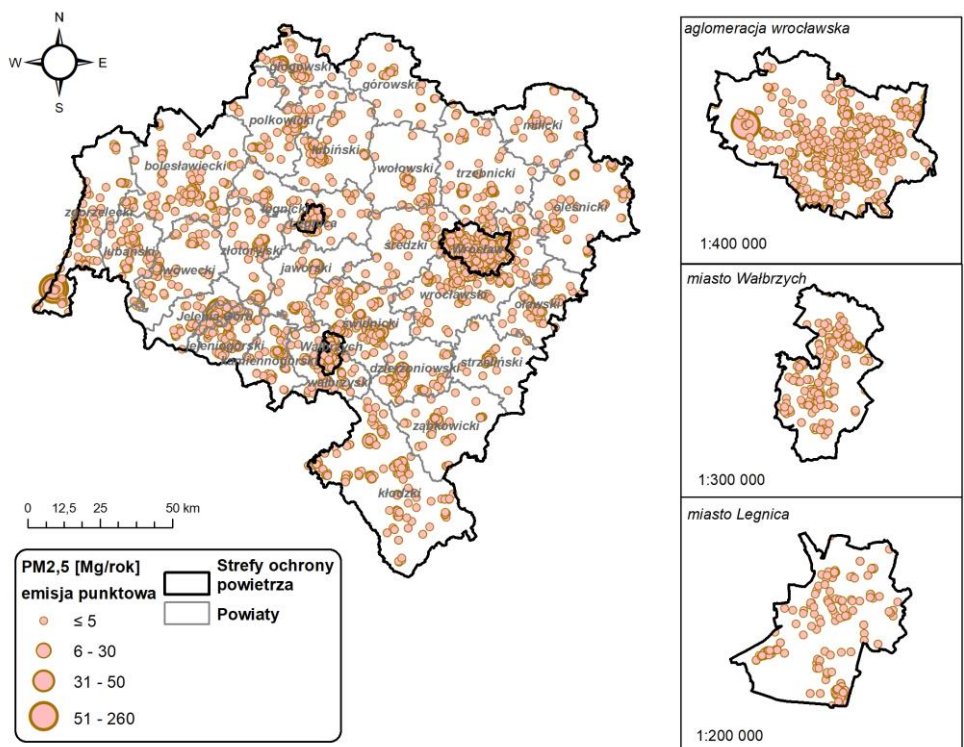 N
W
E
S
głogowski
górowski
polkowicki
milicki
lubiński
bolesławiecki
wołowski
trzebnicki
zgorzelecki
legnicki
oleśnicki
Legnica
lubański
złotoryjski
średzki
Wrocław
lwówecki
jaworski
wrocławski
oławski
Jelenia Góra
świdnicki
jeleniogórski
Wałbrzych
kamiennogórski
strzeliński
dzierżoniowski
wałbrzyski
ząbkowicki
kłodzki
0 12,5 25 50 km
PM2,5 [Mg/rok]
emisja punktowa
≤ 5
6 - 30
31 - 50
51 - 260
Strefy ochrony
powietrza
Powiaty
aglomeracja wrocławska
1:400 000
miasto Wałbrzych
1:300 000
miasto Legnica
1:200 000